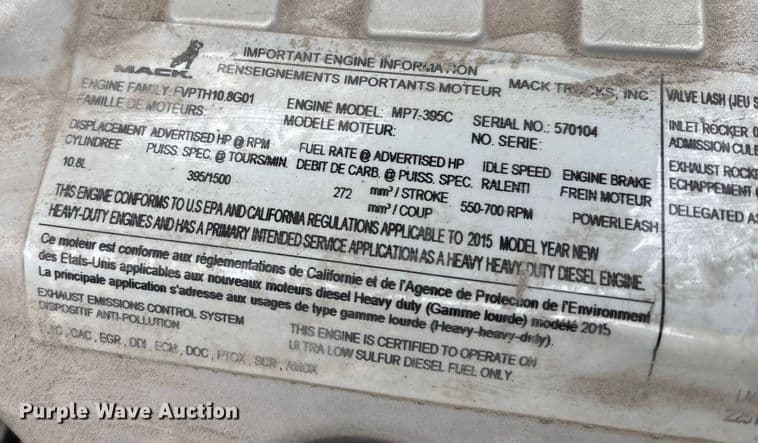 MACK.
IMPORTANT ENGINE INFORMATION
RENSEIGNEMENTS IMPORTANTS MOTEUR
MACK TRUCKS, INC.
ENGINE FAMILY: FVPTH10.8G01
FAMILLE DE MOTEURS:
ENGINE MODEL: MP7-395C
MODELE MOTEUR:
SERIAL NO.: 570104
NO. SERIE:
DISPLACEMENT ADVERTISED HP @ RPM FUEL RATE @ ADVERTISED HP IDLE SPEED ENGINE BRAKE
CYLINDREE PUISS. SPEC. @ TOURS/MIN. DEBIT DE CARB. @ PUISS. SPEC. RALENTI FREIN MOTEUR
10.8L 395/1500 272 mm³ / STROKE 550-700 RPM POWERLEASH
mm³ / COUP
THIS ENGINE CONFORMS TO U.S EPA AND CALIFORNIA REGULATIONS APPLICABLE TO 2015 MODEL YEAR NEW
HEAVY-DUTY ENGINES AND HAS A PRIMARY INTENDED SERVICE APPLICATION AS A HEAVY HEAVY DUTY DIESEL ENGINE.
Ce moteur est conforme aux réglementations de Californie et de l'Agence de Protection de l'Environment
des Etats-Unis applicables aux nouveaux moteurs diesel Heavy duty (Gamme lourde) modèle 2015
La principale application s'adresse aux usages de type gamme lourde (Heavy-heavy-duty).
EXHAUST EMISSIONS CONTROL SYSTEM
DISPOSITIF ANTI-POLLUTION
TC , CAC , EGR , DDI , ECM , DOC , PTOX , SCR , AMOX
THIS ENGINE IS CERTIFIED TO OPERATE ON
ULTRA LOW SULFUR DIESEL FUEL ONLY.
VALVE LASH (JEU S
INLET ROCKER
ADMISSION CULB
EXHAUST ROCK
ECHAPPEMENT
DELEGATED AS
LA
Purple Wave Auction